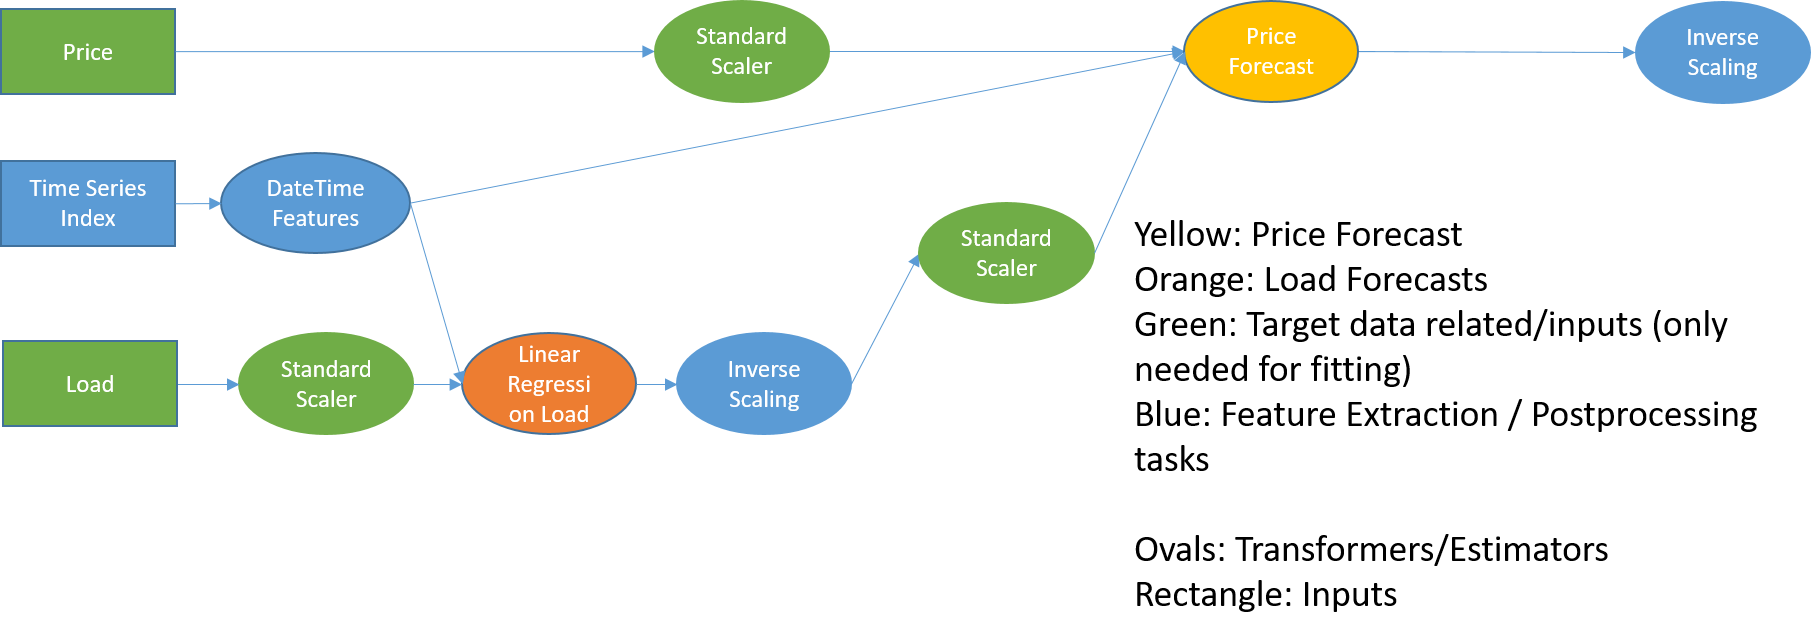 Price
Standard
Scaler
Price
Forecast
Inverse
Scaling
Time Series
Index
DateTime
Features
Standard
Scaler
Load
Standard
Scaler
Linear
Regressi
on Load
Inverse
Scaling
Yellow: Price Forecast
Orange: Load Forecasts
Green: Target data related/inputs (only
needed for fitting)
Blue: Feature Extraction / Postprocessing
tasks
Ovals: Transformers/Estimators
Rectangle: Inputs